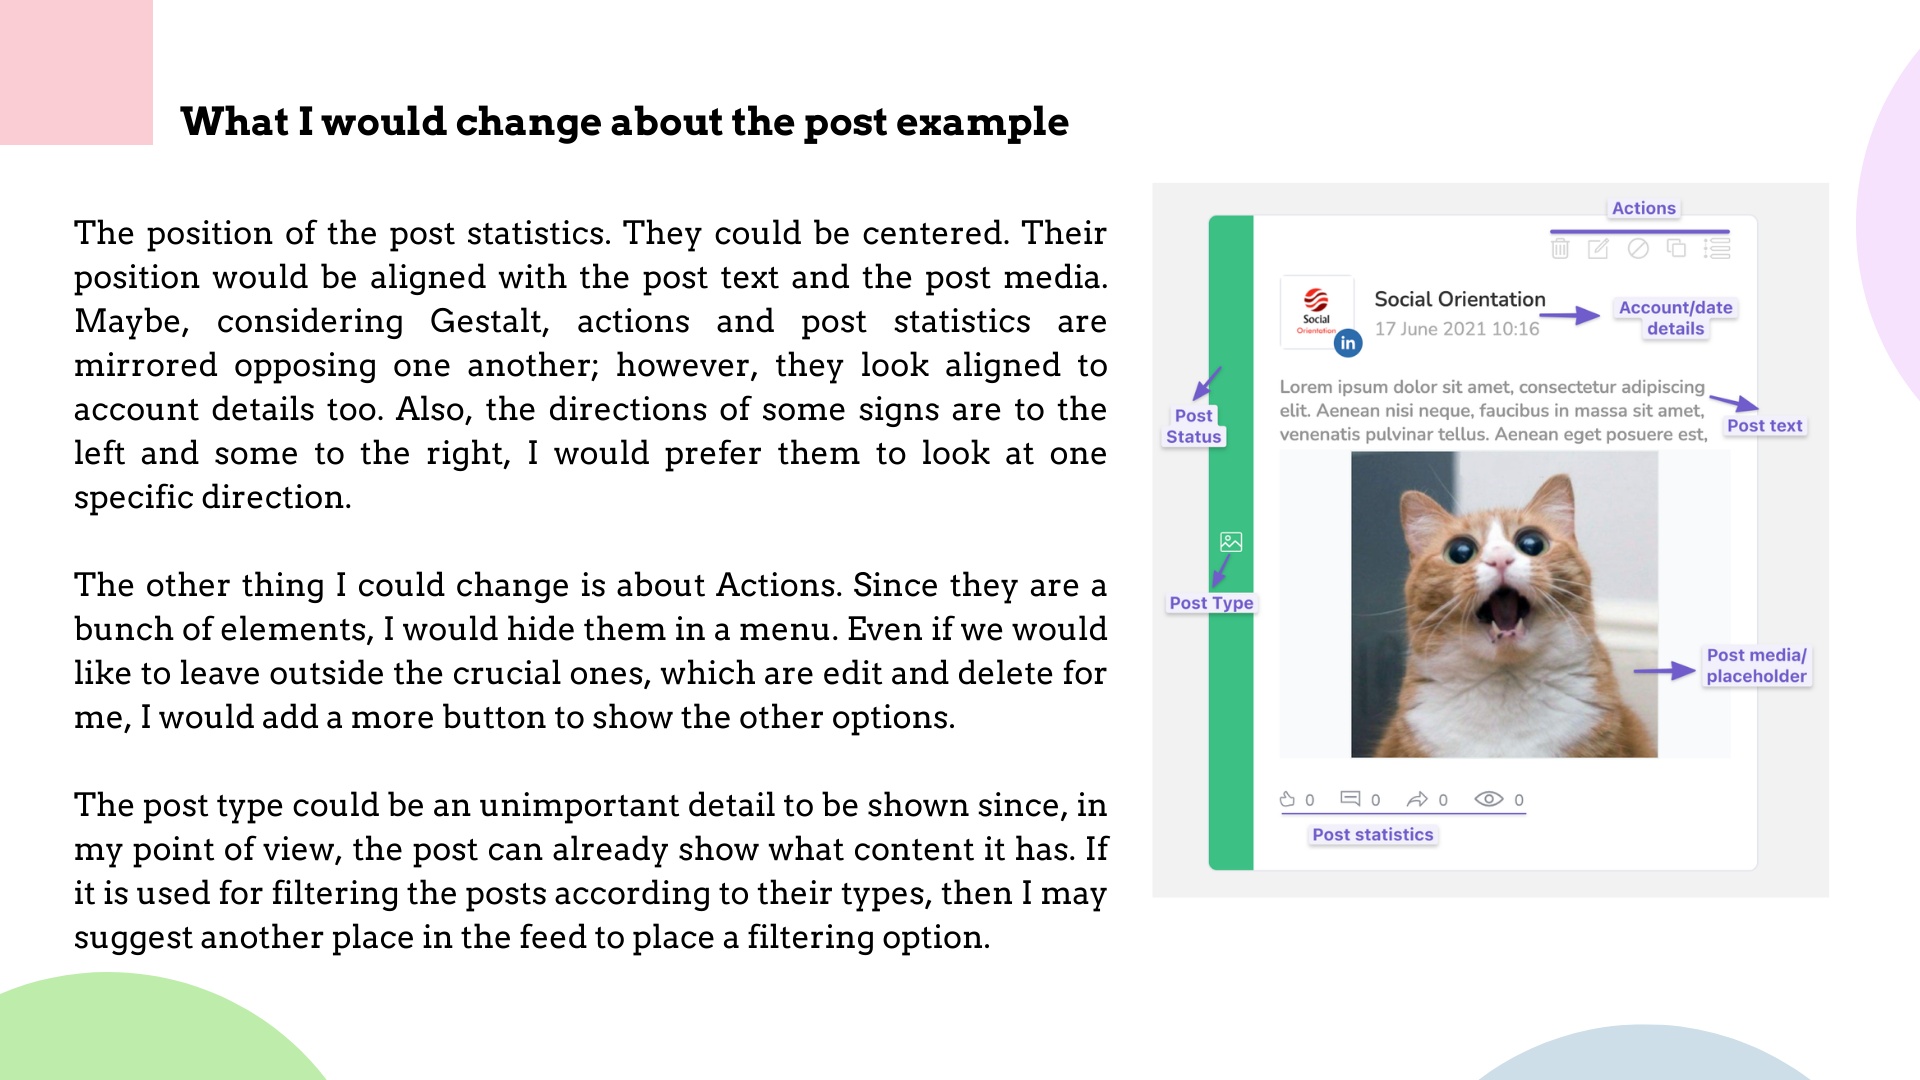 What I would change about the post example
The position of the post statistics. They could be centered. Their
position would be aligned with the post text and the post media.
Maybe, considering Gestalt, actions and post statistics are
mirrored opposing one another; however, they look aligned to
account details too. Also, the directions of some signs are to the
left and some to the right, I would prefer them to look at one
specific direction.
The other thing I could change is about Actions. Since they are a
bunch of elements, I would hide them in a menu. Even if we would
like to leave outside the crucial ones, which are edit and delete for
me, I would add a more button to show the other options.
The post type could be an unimportant detail to be shown since, in
my point of view, the post can already show what content it has. If
it is used for filtering the posts according to their types, then I may
suggest another place in the feed to place a filtering option.
Actions
Social
Orientation
in
Social Orientation
17 June 2021 10:16
Account/date
details
Lorem ipsum dolor sit amet, consectetur adipiscing
elit. Aenean nisi neque, faucibus in massa sit amet,
venenatis pulvinar tellus. Aenean eget posuere est,
Post text
Post
Status
Post Type
Post media/
placeholder
0 0 0 0
Post statistics